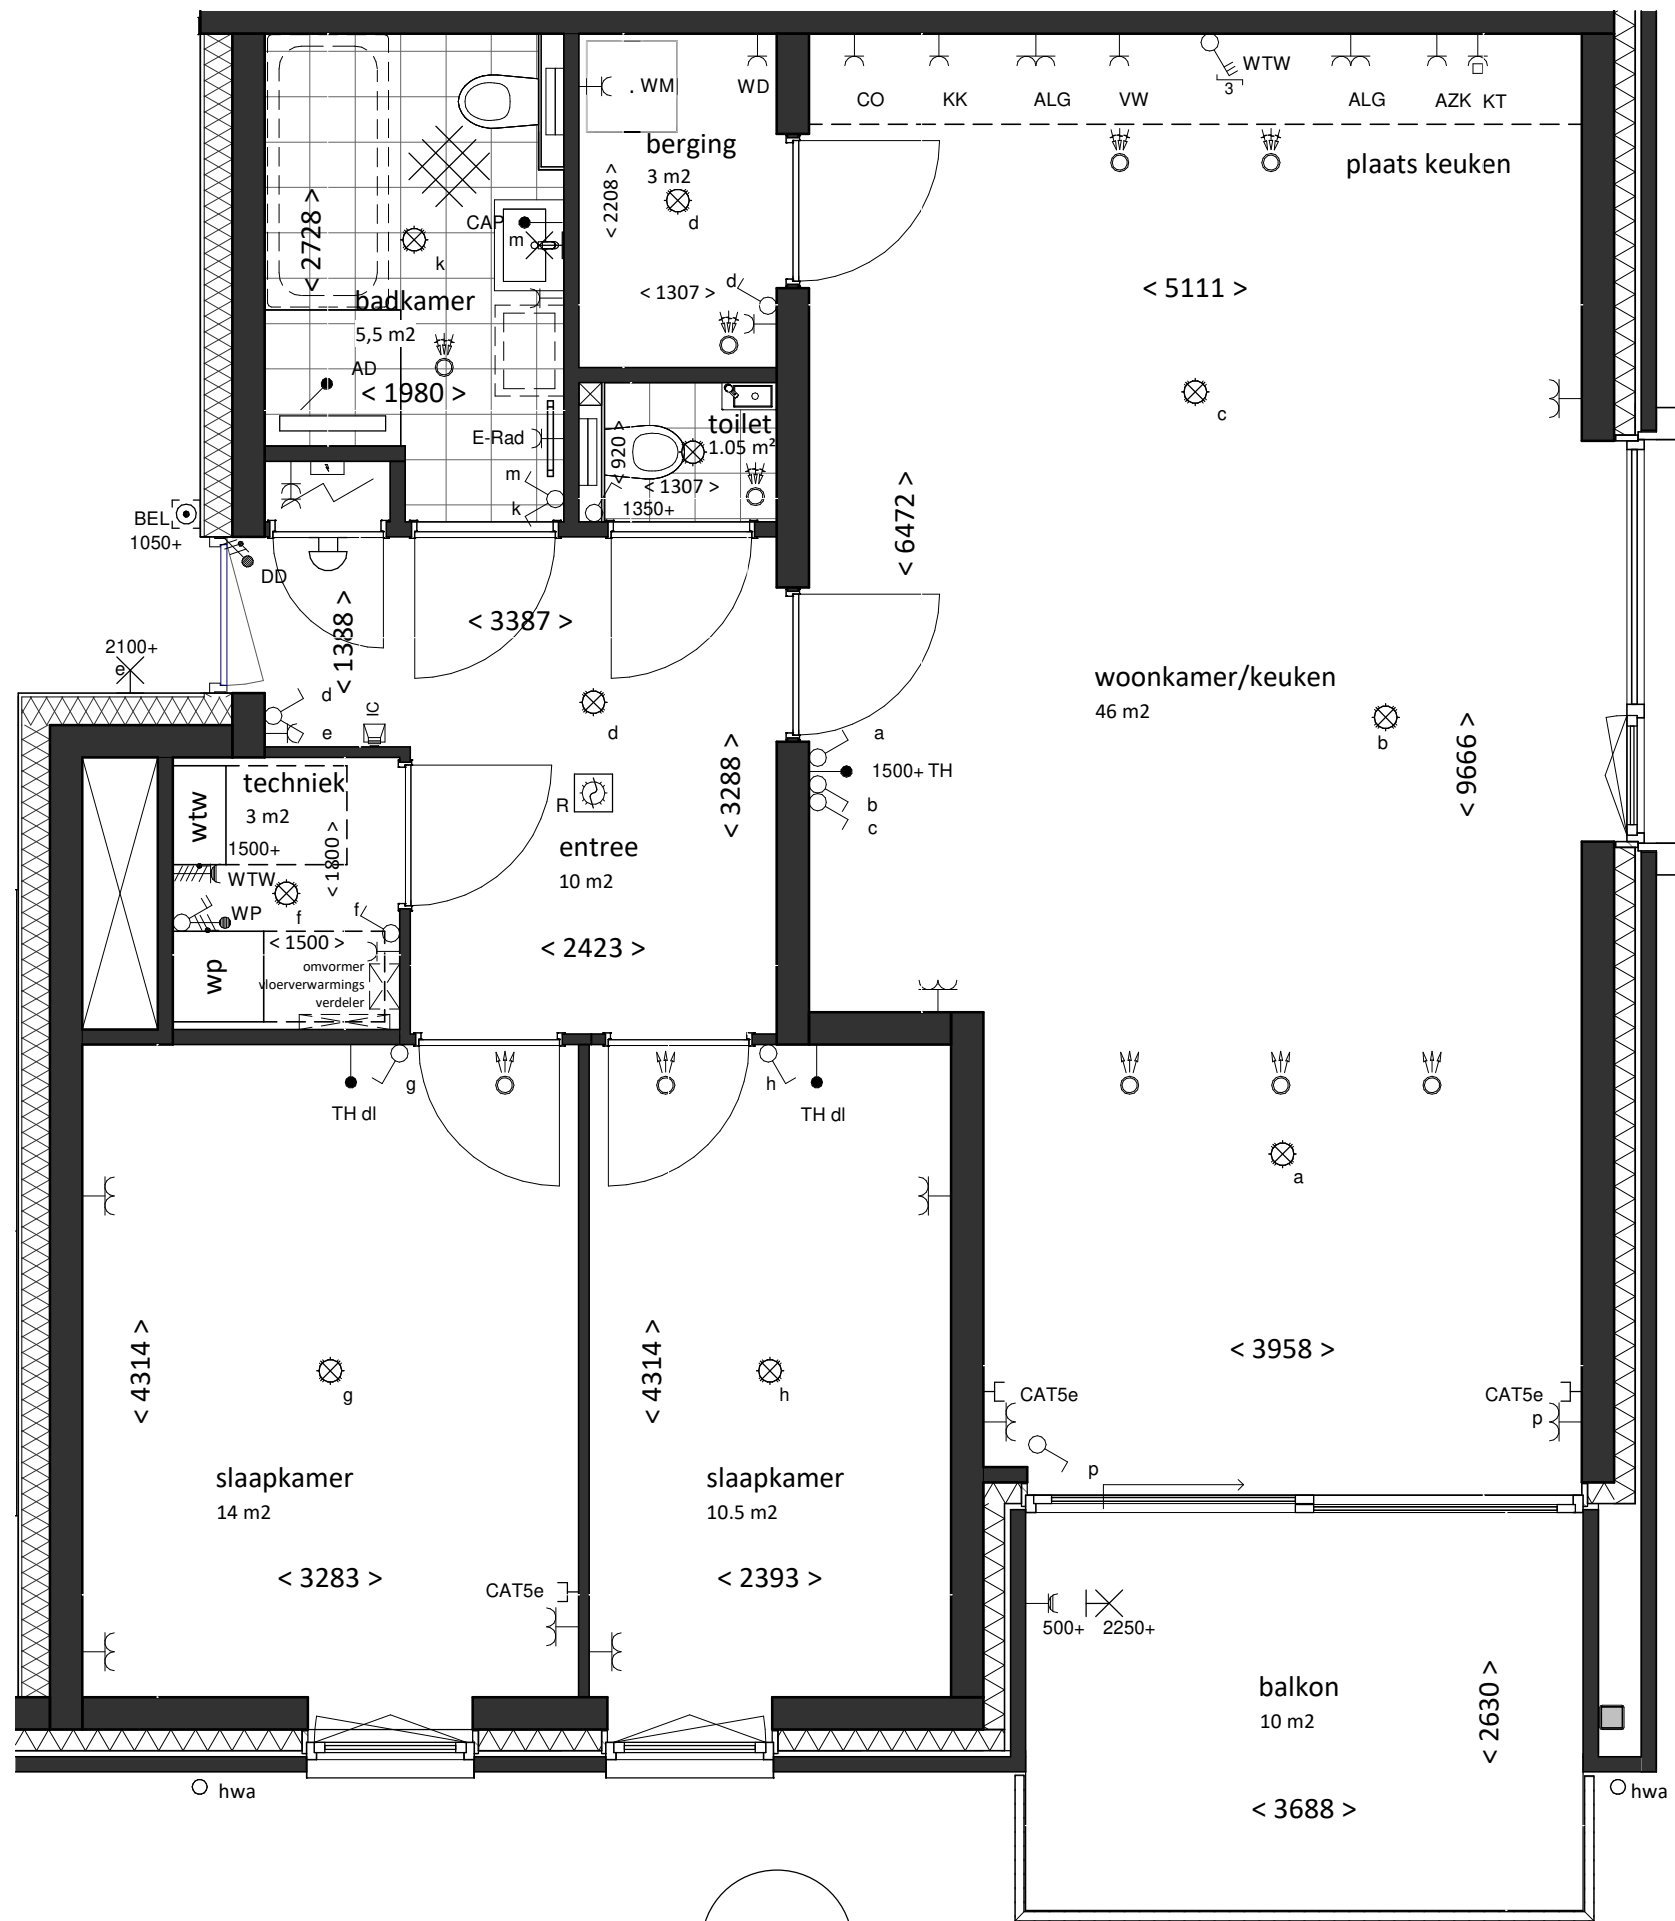 CO
KK
ALG
VW
3
WTW
ALG
AZK
KT
. WM
WD
berging
3 m2
plaats keuken
< 2208 >
d
CAP
m
< 2728 >
k
badkamer
5,5 m2
< 1307 >
d
< 5111 >
AD
< 1980 >
c
E-Rad
toilet
1.05 m²
< 920 >
< 1307 >
1350+
m
k
< 6472 >
BEL
1050+
DD
< 1338 >
< 3387 >
2100+
e
d
e
IC
d
woonkamer/keuken
46 m2
b
a
1500+ TH
b
c
< 3288 >
< 9666 >
techniek
3 m2
wtw
1500+
< 1800 >
WTW
R
entree
10 m2
WP
f
f
< 1500 >
wp
omvormer
vloerverwarmings
verdeler
< 2423 >
g
TH dl
h
TH dl
a
< 4314 >
g
< 4314 >
h
< 3958 >
CAT5e
CAT5e
p
p
slaapkamer
14 m2
slaapkamer
10.5 m2
< 3283 >
CAT5e
< 2393 >
500+
2250+
balkon
10 m2
< 2630 >
< 3688 >
hwa
hwa